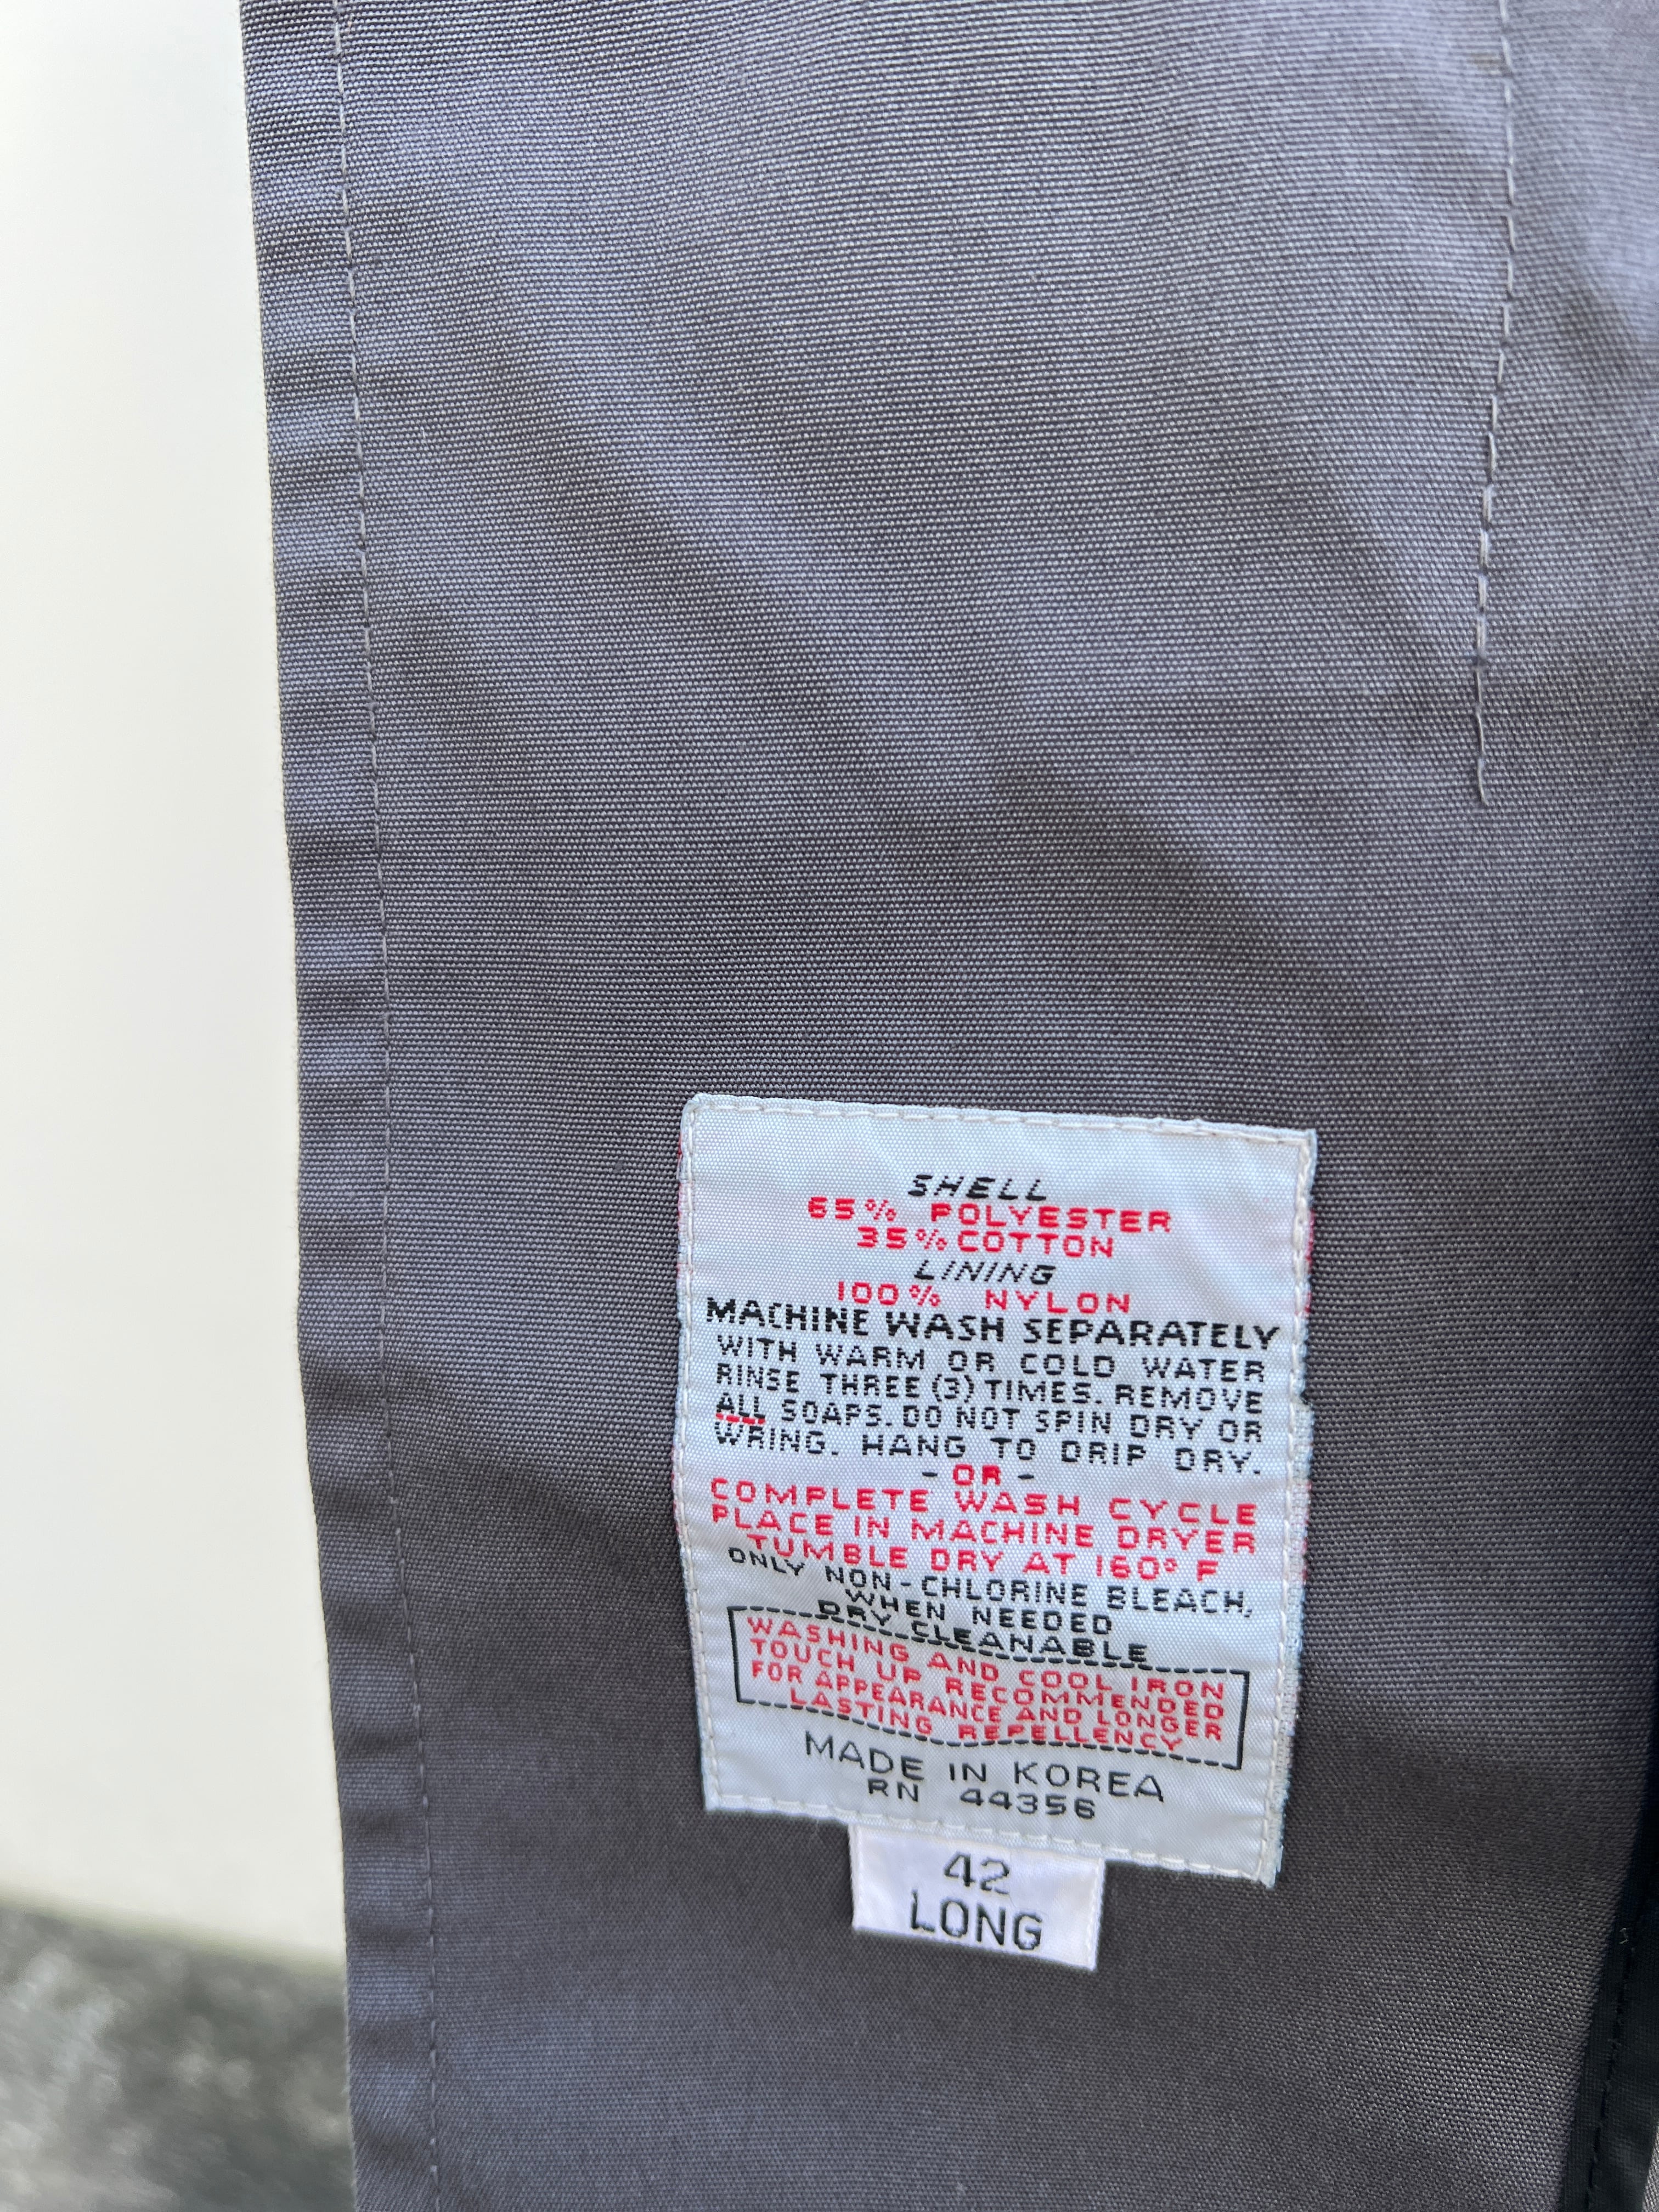 SHELL
65% POLYESTER
35% COTTON
LINING
100% NYLON
MACHINE WASH SEPARATELY
WITH WARM OR COLD WATER
RINSE THREE (3) TIMES. REMOVE
ALL SOAPS. DO NOT SPIN DRY OR
WRING. HANG TO DRIP DRY.
- OR -
COMPLETE WASH CYCLE
PLACE IN MACHINE DRYER
TUMBLE DRY AT 160° F
ONLY NON-CHLORINE BLEACH,
WHEN NEEDED
DRY CLEANABLE
WASHING AND COOL IRON
TOUCH UP RECOMMENDED
FOR APPEARANCE AND LONGER
LASTING REPELLENCY
MADE IN KOREA
RN 44356
42
LONG